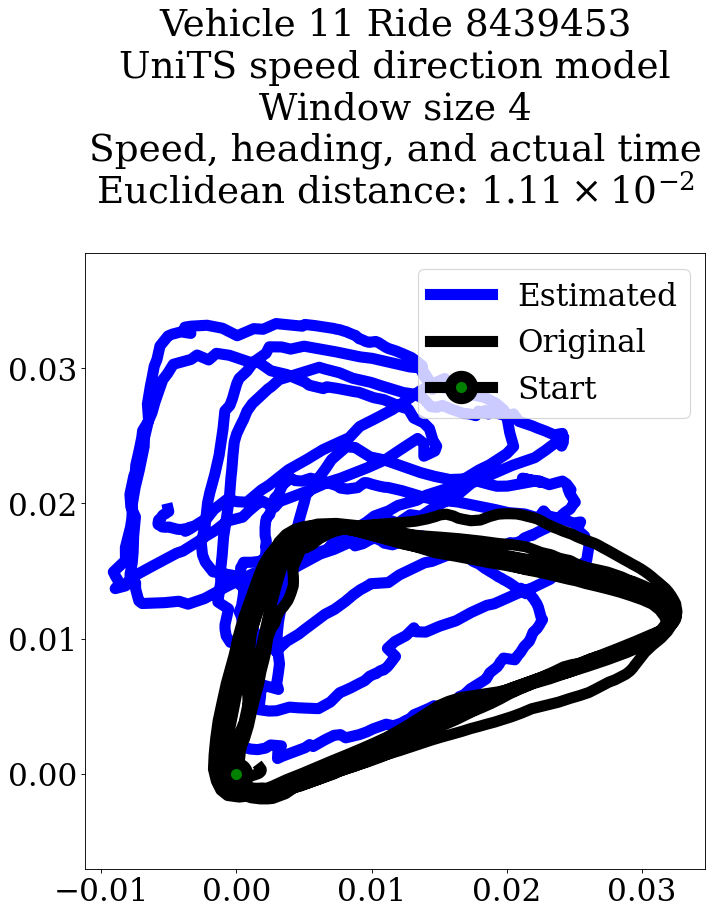 Vehicle 11 Ride 8439453
UniTS speed direction model
Window size 4
Speed, heading, and actual time
Euclidean distance: 1.11 × 10⁻²
Estimated
Original
Start
0.03
0.02
0.01
0.00
−0.01 0.00 0.01 0.02 0.03